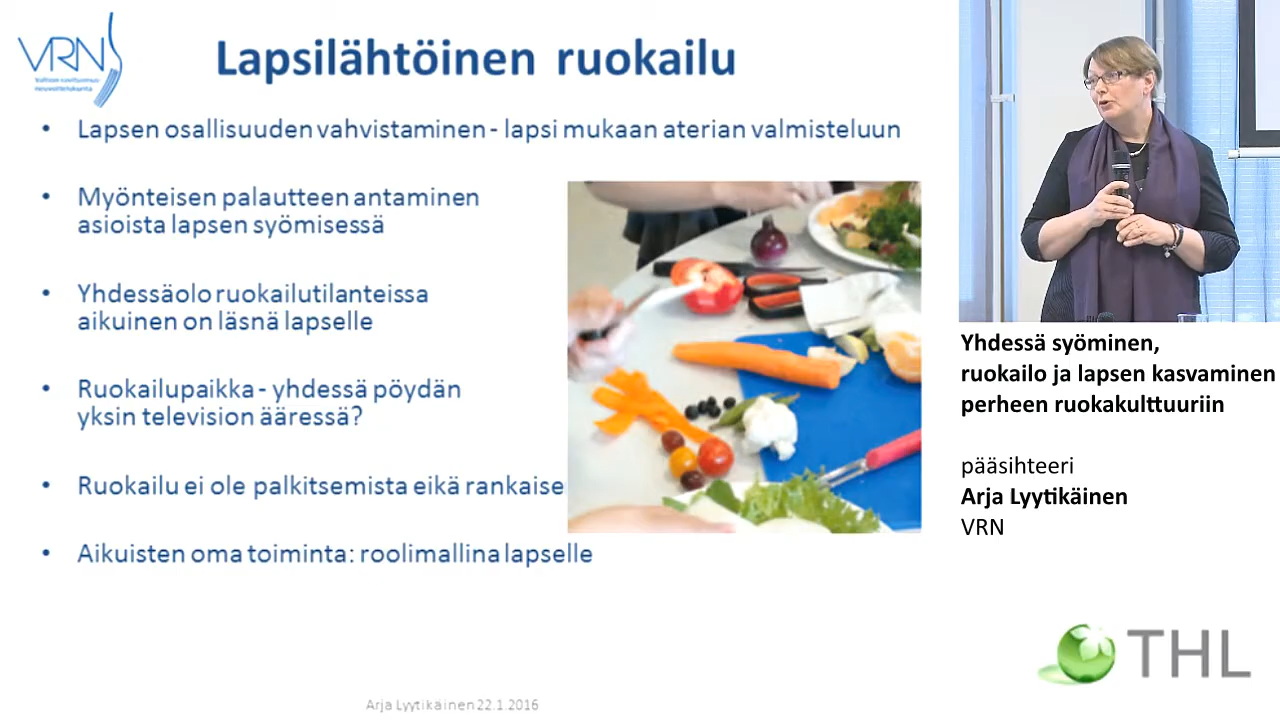 VRN
Valtion ravitsemus-
neuvottelukunta
Lapsilähtöinen ruokailu
• Lapsen osallisuuden vahvistaminen - lapsi mukaan aterian valmisteluun
• Myönteisen palautteen antaminen
asioista lapsen syömisessä
• Yhdessäolo ruokailutilanteissa
aikuinen on läsnä lapselle
• Ruokailupaikka - yhdessä pöydän
yksin television ääressä?
• Ruokailu ei ole palkitsemista eikä rankaise
• Aikuisten oma toiminta: roolimallina lapselle
Arja Lyytikäinen 22.1.2016
Yhdessä syöminen,
ruokailo ja lapsen kasvaminen
perheen ruokakulttuuriin
pääsihteeri
Arja Lyytikäinen
VRN
THL